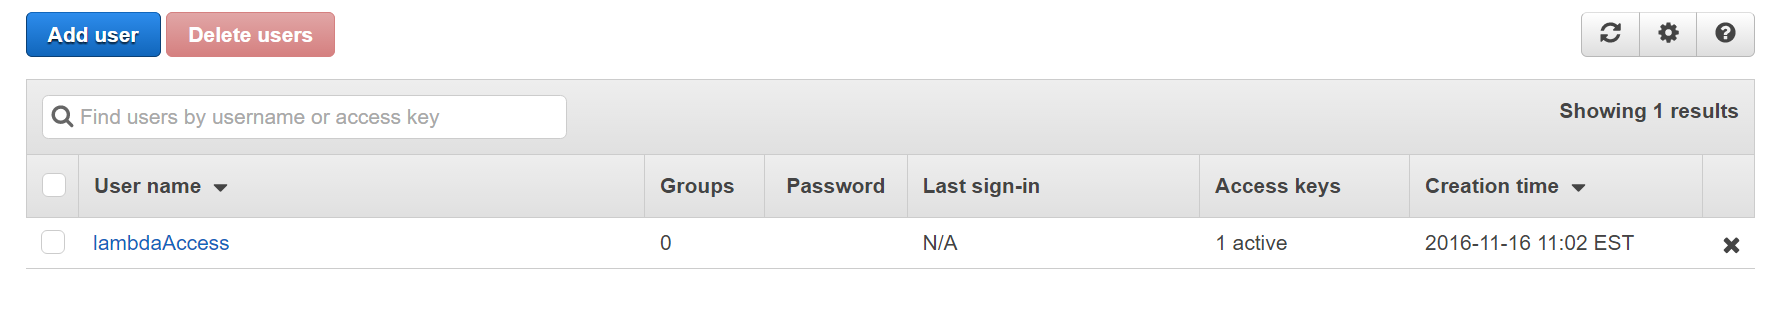 Add user Delete users
Find users by username or access key
Showing 1 results
User name Groups Password Last sign-in Access keys Creation time
lambdaAccess 0 N/A 1 active 2016-11-16 11:02 EST